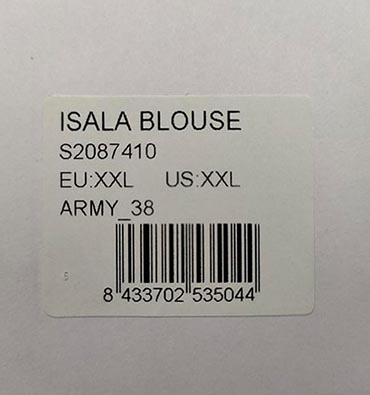 ISALA BLOUSE
S2087410
EU:XXL US:XXL
ARMY_38
8 433702 535044